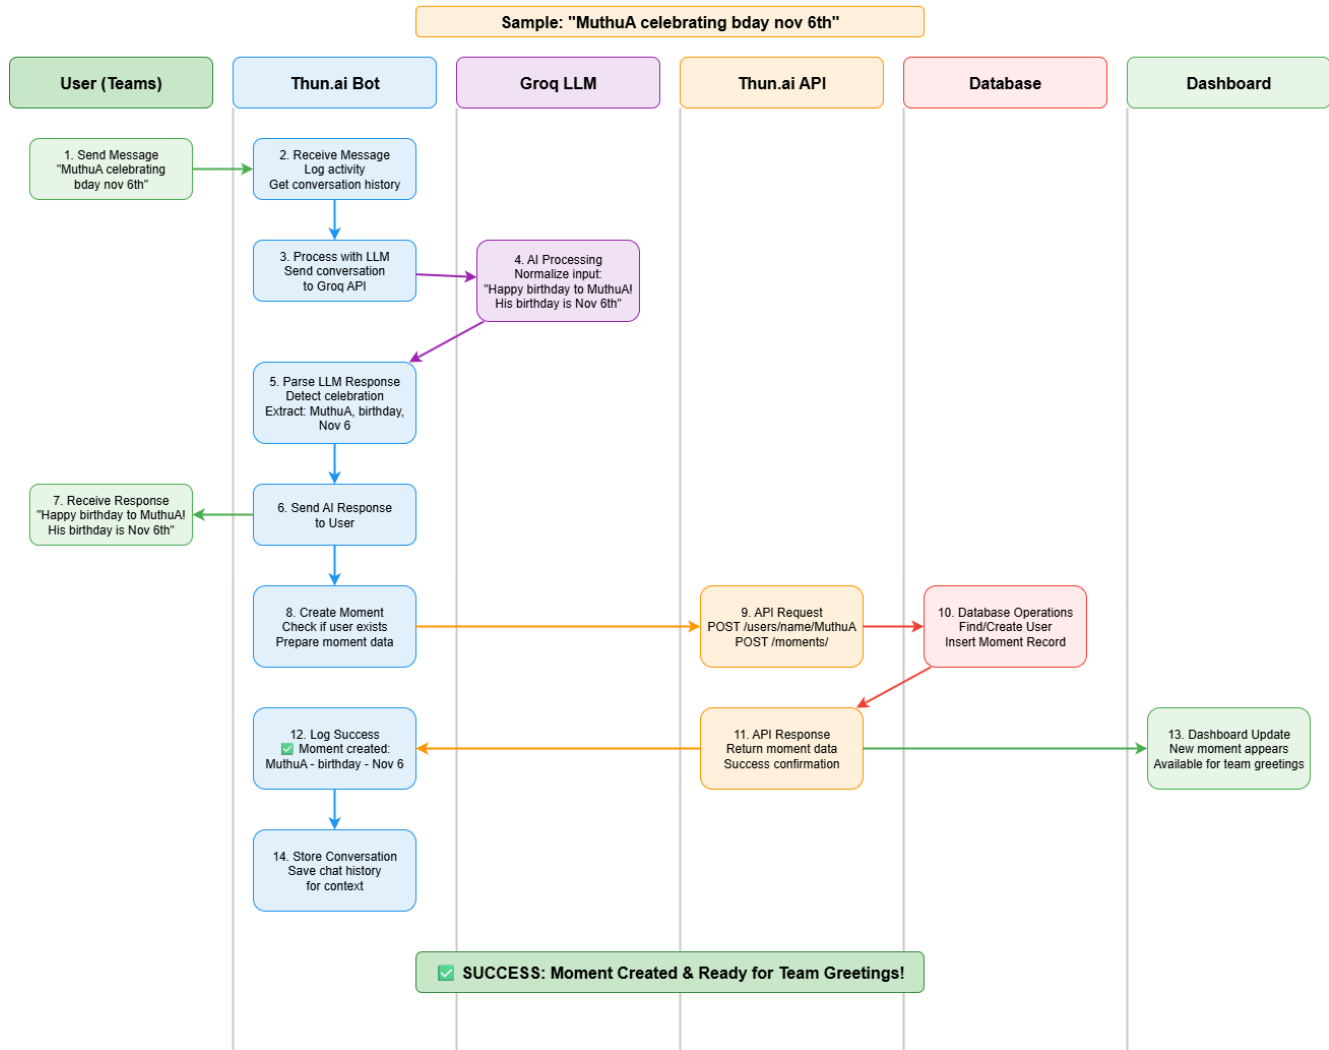 Sample: "MuthuA celebrating bday nov 6th"
User (Teams)
Thun.ai Bot
Groq LLM
Thun.ai API
Database
Dashboard
1. Send Message
"MuthuA celebrating
bday nov 6th"
2. Receive Message
Log activity
Get conversation history
3. Process with LLM
Send conversation
to Groq API
4. AI Processing
Normalize input:
"Happy birthday to MuthuA!
His birthday is Nov 6th"
5. Parse LLM Response
Detect celebration
Extract: MuthuA, birthday,
Nov 6
6. Send AI Response
to User
7. Receive Response
"Happy birthday to MuthuA!
His birthday is Nov 6th"
8. Create Moment
Check if user exists
Prepare moment data
9. API Request
POST /users/name/MuthuA
POST /moments/
10. Database Operations
Find/Create User
Insert Moment Record
11. API Response
Return moment data
Success confirmation
12. Log Success
✅ Moment created:
MuthuA - birthday - Nov 6
13. Dashboard Update
New moment appears
Available for team greetings
14. Store Conversation
Save chat history
for context
✅ SUCCESS: Moment Created & Ready for Team Greetings!